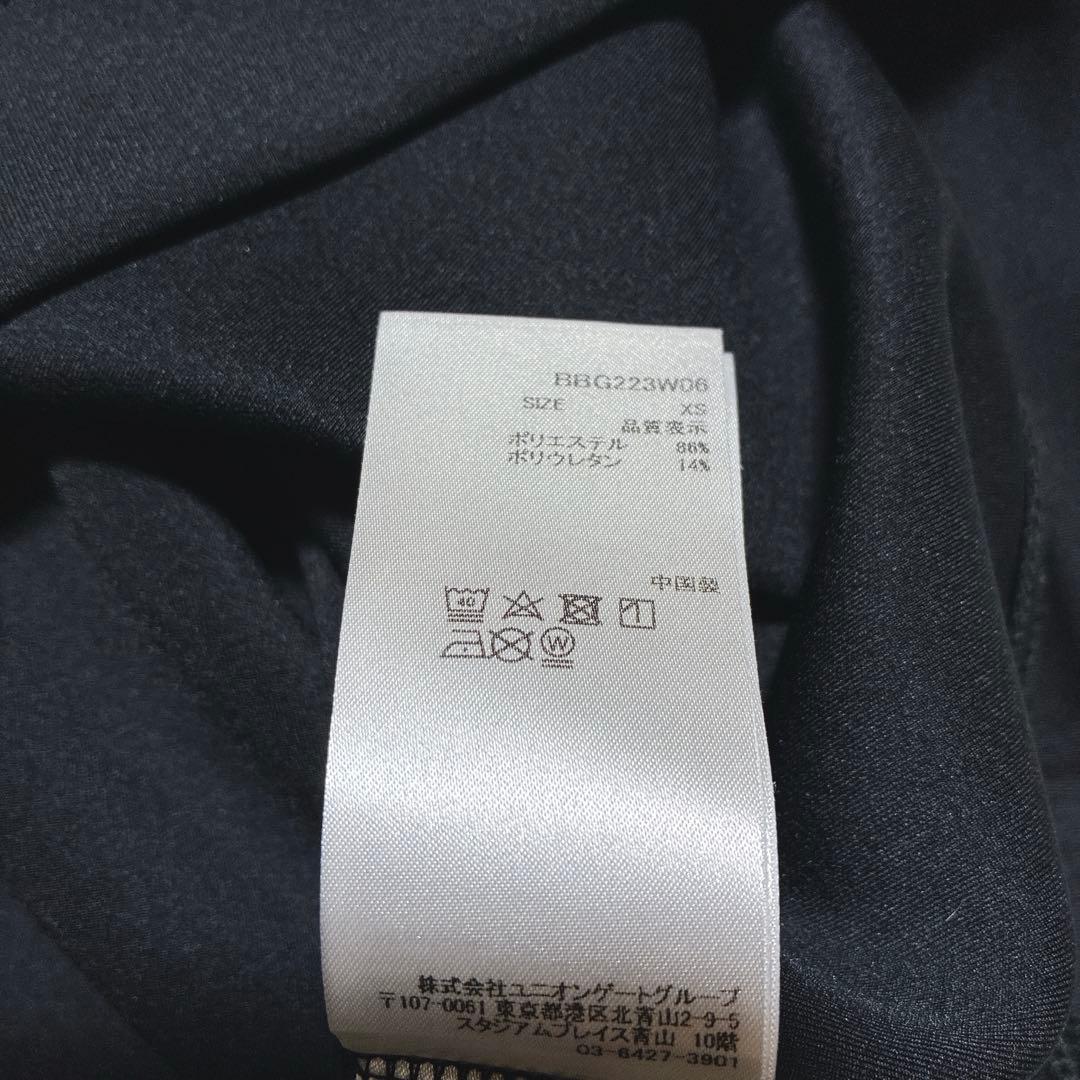 BBG223W06
SIZE XS
品質表示
ポリエステル 86%
ポリウレタン 14%
中国製
40
W
株式会社ユニオンゲートグループ
〒107-0061 東京都港区北青山2-9-5
スタジアムプレイス青山 10階
03-6427-3901